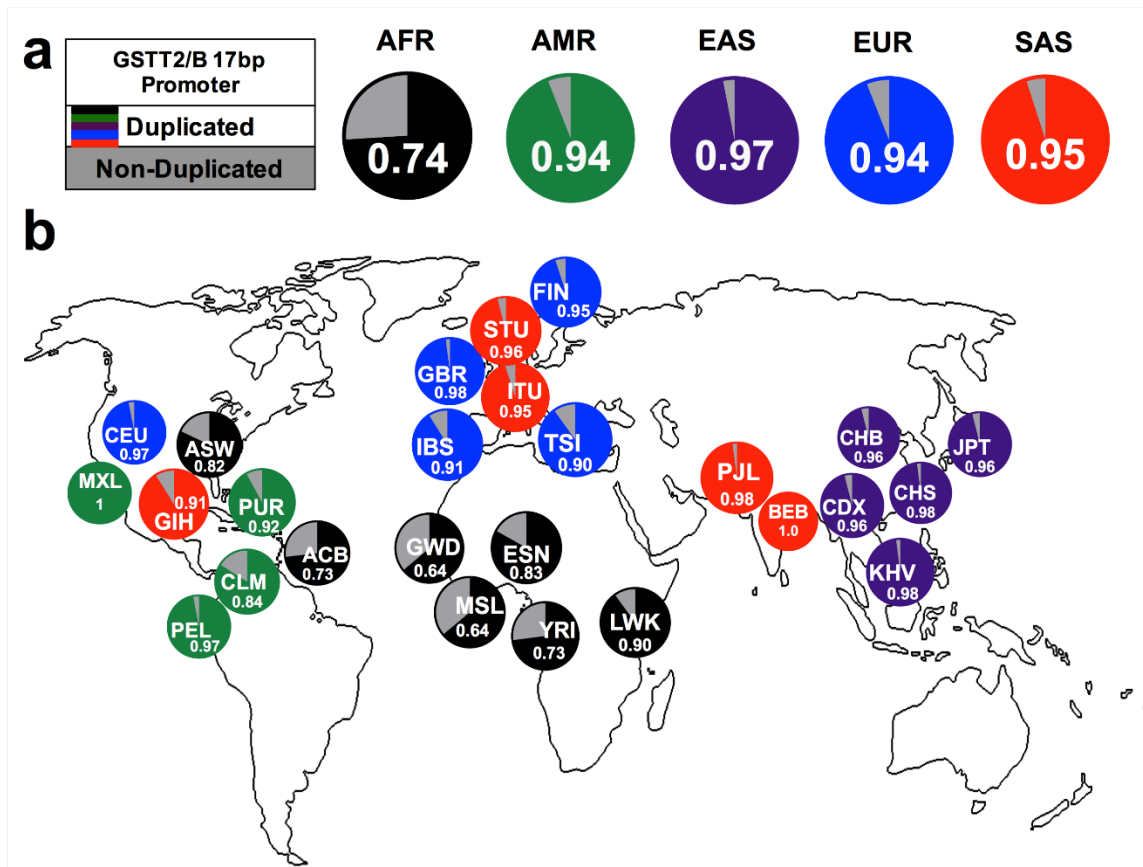 a
GSTT2/B 17bp
Promoter
Duplicated
Non-Duplicated
AFR
0.74
AMR
0.94
EAS
0.97
EUR
0.94
SAS
0.95
b
FIN
0.95
STU
0.96
GBR
0.98
ITU
0.95
IBS
0.91
TSI
0.90
CEU
0.97
ASW
0.82
MXL
1
0.91
GIH
PUR
0.92
ACB
0.73
CLM
0.84
PEL
0.97
GWD
0.64
ESN
0.83
MSL
0.64
YRI
0.73
LWK
0.90
PJL
0.98
BEB
1.0
CHB
0.96
JPT
0.96
CDX
0.96
CHS
0.98
KHV
0.98